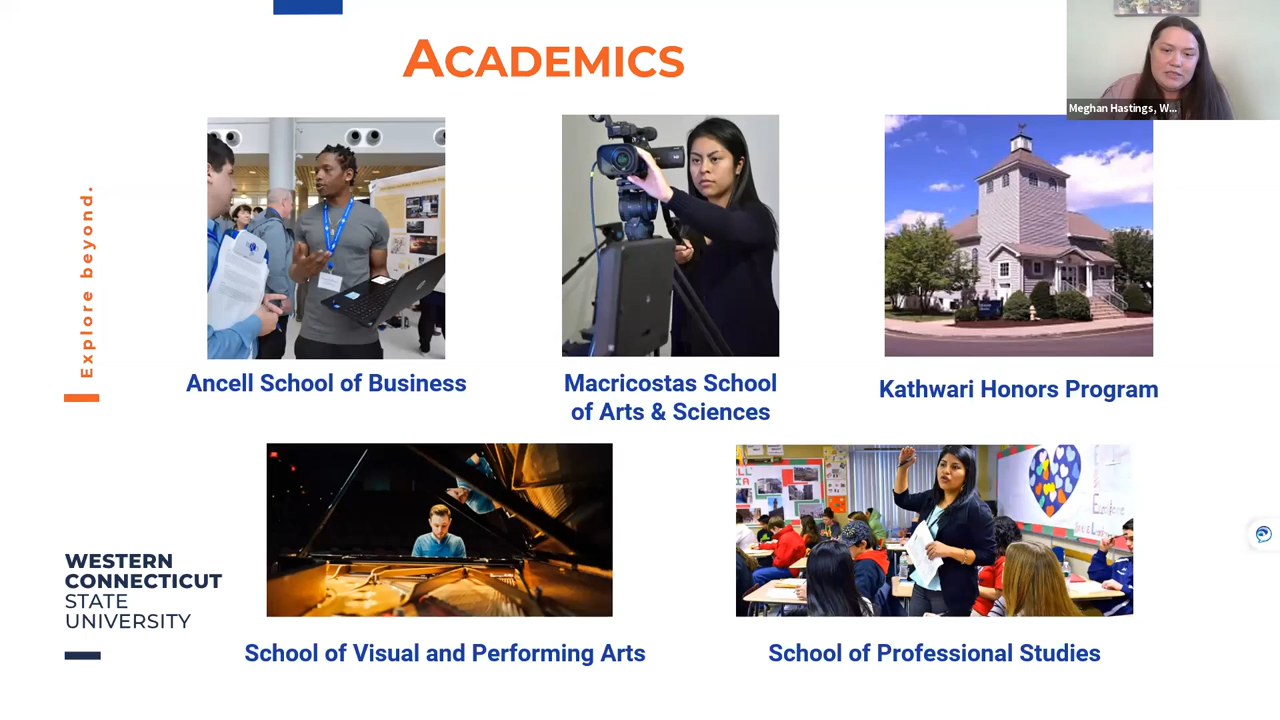 ACADEMICS
Meghan Hastings, W...
Explore beyond.
Ancell School of Business
Macricostas School
of Arts & Sciences
Kathwari Honors Program
WESTERN
CONNECTICUT
STATE
UNIVERSITY
School of Visual and Performing Arts
School of Professional Studies